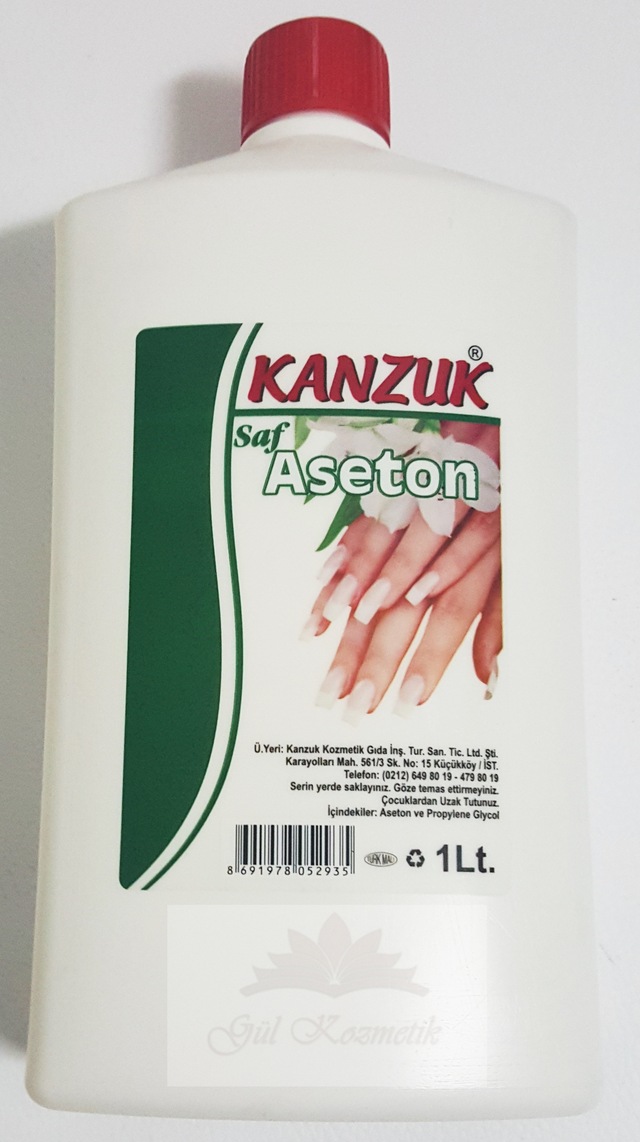 KANZUK®
Saf
Aseton
Ü.Yeri: Kanzuk Kozmetik Gıda İnş. Tur. San. Tic. Ltd. Şti.
Karayolları Mah. 561/3 Sk. No: 15 Küçükköy / İST.
Telefon: (0212) 649 80 19 - 479 80 19
Serin yerde saklayınız. Göze temas ettirmeyiniz.
Çocuklardan Uzak Tutunuz.
İçindekiler: Aseton ve Propylene Glycol
8 691978 052935
TÜRK MALI
1Lt.
Gül Kozmetik